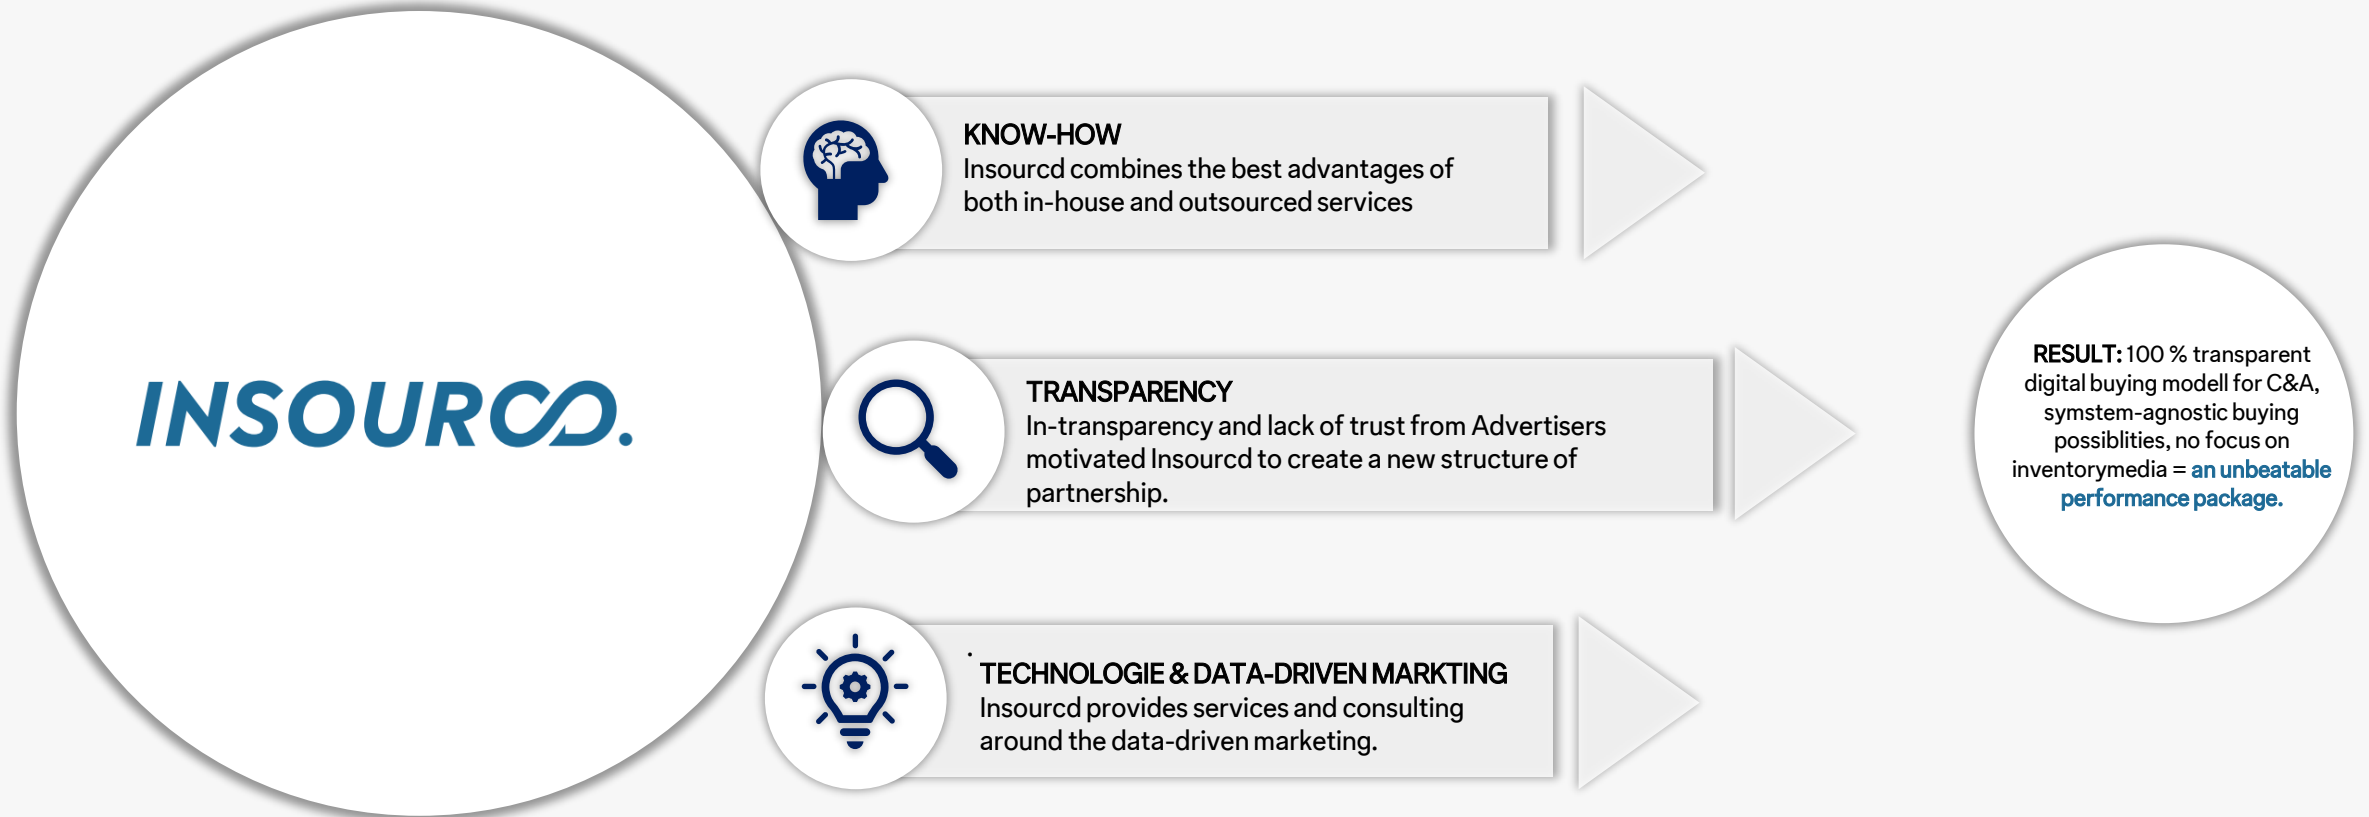 INSOURCD.
KNOW-HOW
Insourcd combines the best advantages of
both in-house and outsourced services
TRANSPARENCY
In-transparency and lack of trust from Advertisers
motivated Insourcd to create a new structure of
partnership.
.
TECHNOLOGIE & DATA-DRIVEN MARKTING
Insourcd provides services and consulting
around the data-driven marketing.
RESULT: 100 % transparent
digital buying modell for C&A,
symstem-agnostic buying
possiblities, no focus on
inventorymedia = an unbeatable
performance package.